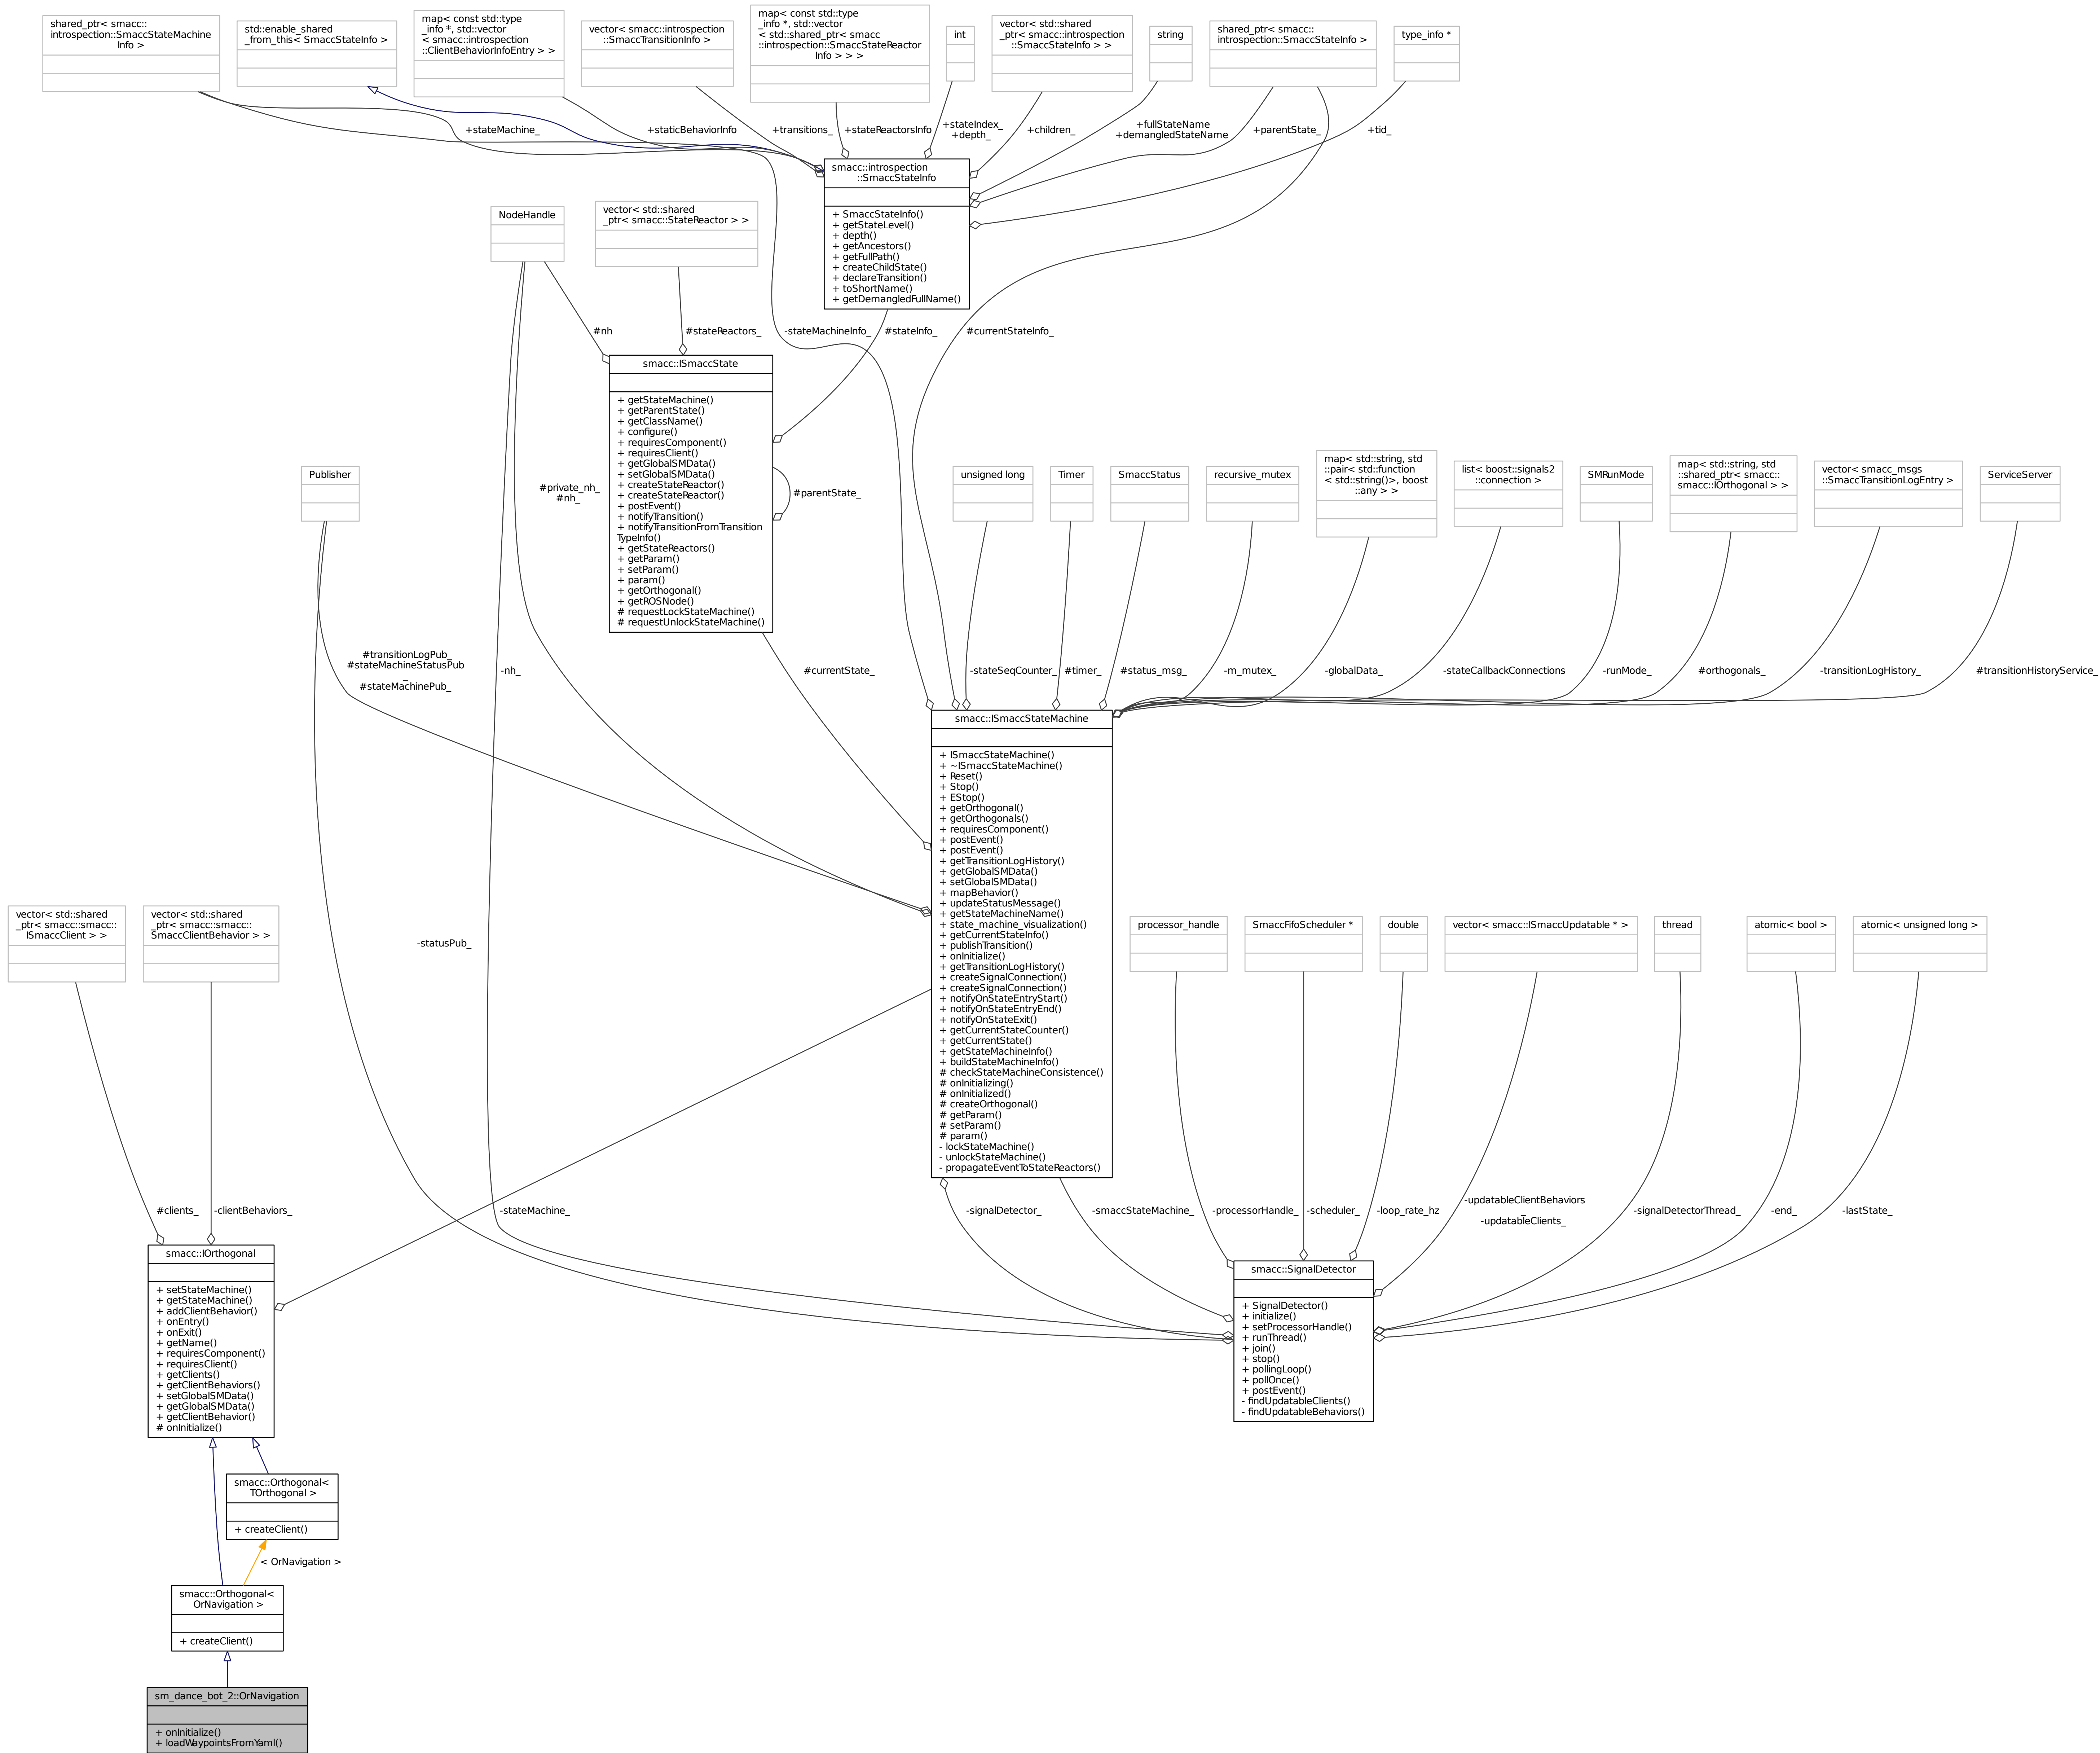 shared_ptr< smacc::
introspection::SmaccStateMachine
Info >
std::enable_shared
_from_this< SmaccStateInfo >
map< const std::type
_info *, std::vector
< smacc::introspection
::ClientBehaviorInfoEntry > >
vector< smacc::introspection
::SmaccTransitionInfo >
map< const std::type
_info *, std::vector
< std::shared_ptr< smacc
::introspection::SmaccStateReactor
Info > > >
int
vector< std::shared
_ptr< smacc::introspection
::SmaccStateInfo > >
string
shared_ptr< smacc::
introspection::SmaccStateInfo >
type_info *
+stateMachine_
+staticBehaviorInfo
+transitions_
+stateReactorsInfo
+stateIndex_
+depth_
+children_
+fullStateName
+demangledStateName
+parentState_
+tid_
smacc::introspection
::SmaccStateInfo
+ SmaccStateInfo()
+ getStateLevel()
+ depth()
+ getAncestors()
+ getFullPath()
+ createChildState()
+ declareTransition()
+ toShortName()
+ getDemangledFullName()
NodeHandle
vector< std::shared
_ptr< smacc::StateReactor > >
#nh
#stateReactors_
-stateMachineInfo_
#stateInfo_
#currentStateInfo_
smacc::ISmaccState
+ getStateMachine()
+ getParentState()
+ getClassName()
+ configure()
+ requiresComponent()
+ requiresClient()
+ getGlobalSMData()
+ setGlobalSMData()
+ createStateReactor()
+ createStateReactor()
+ postEvent()
+ notifyTransition()
+ notifyTransitionFromTransition
TypeInfo()
+ getStateReactors()
+ getParam()
+ setParam()
+ param()
+ getOrthogonal()
+ getROSNode()
# requestLockStateMachine()
# requestUnlockStateMachine()
#parentState_
#private_nh_
#nh_
Publisher
unsigned long
Timer
SmaccStatus
recursive_mutex
map< std::string, std
::pair< std::function
< std::string()>, boost
::any > >
list< boost::signals2
::connection >
SMRunMode
map< std::string, std
::shared_ptr< smacc::
smacc::IOrthogonal > >
vector< smacc_msgs
::SmaccTransitionLogEntry >
ServiceServer
#transitionLogPub_
#stateMachineStatusPub
_
#stateMachinePub_
-nh_
#currentState_
-stateSeqCounter_
#timer_
#status_msg_
-m_mutex_
-globalData_
-stateCallbackConnections
-runMode_
#orthogonals_
-transitionLogHistory_
#transitionHistoryService_
smacc::ISmaccStateMachine
+ ISmaccStateMachine()
+ ~ISmaccStateMachine()
+ Reset()
+ Stop()
+ EStop()
+ getOrthogonal()
+ getOrthogonals()
+ requiresComponent()
+ postEvent()
+ postEvent()
+ getTransitionLogHistory()
+ getGlobalSMData()
+ setGlobalSMData()
+ mapBehavior()
+ updateStatusMessage()
+ getStateMachineName()
+ state_machine_visualization()
+ getCurrentStateInfo()
+ publishTransition()
+ onInitialize()
+ getTransitionLogHistory()
+ createSignalConnection()
+ createSignalConnection()
+ notifyOnStateEntryStart()
+ notifyOnStateEntryEnd()
+ notifyOnStateExit()
+ getCurrentStateCounter()
+ getCurrentState()
+ getStateMachineInfo()
+ buildStateMachineInfo()
# checkStateMachineConsistence()
# onInitializing()
# onInitialized()
# createOrthogonal()
# getParam()
# setParam()
# param()
- lockStateMachine()
- unlockStateMachine()
- propagateEventToStateReactors()
vector< std::shared
_ptr< smacc::smacc::
ISmaccClient > >
vector< std::shared
_ptr< smacc::smacc::
SmaccClientBehavior > >
-statusPub_
processor_handle
SmaccFifoScheduler *
double
vector< smacc::ISmaccUpdatable * >
thread
atomic< bool >
atomic< unsigned long >
#clients_
-clientBehaviors_
-stateMachine_
-signalDetector_
-smaccStateMachine_
-processorHandle_
-scheduler_
-loop_rate_hz
-updatableClientBehaviors
_
-updatableClients_
-signalDetectorThread_
-end_
-lastState_
smacc::IOrthogonal
+ setStateMachine()
+ getStateMachine()
+ addClientBehavior()
+ onEntry()
+ onExit()
+ getName()
+ requiresComponent()
+ requiresClient()
+ getClients()
+ getClientBehaviors()
+ setGlobalSMData()
+ getGlobalSMData()
+ getClientBehavior()
# onInitialize()
smacc::SignalDetector
+ SignalDetector()
+ initialize()
+ setProcessorHandle()
+ runThread()
+ join()
+ stop()
+ pollingLoop()
+ pollOnce()
+ postEvent()
- findUpdatableClients()
- findUpdatableBehaviors()
smacc::Orthogonal<
TOrthogonal >
+ createClient()
< OrNavigation >
smacc::Orthogonal<
OrNavigation >
+ createClient()
sm_dance_bot_2::OrNavigation
+ onInitialize()
+ loadWaypointsFromYaml()